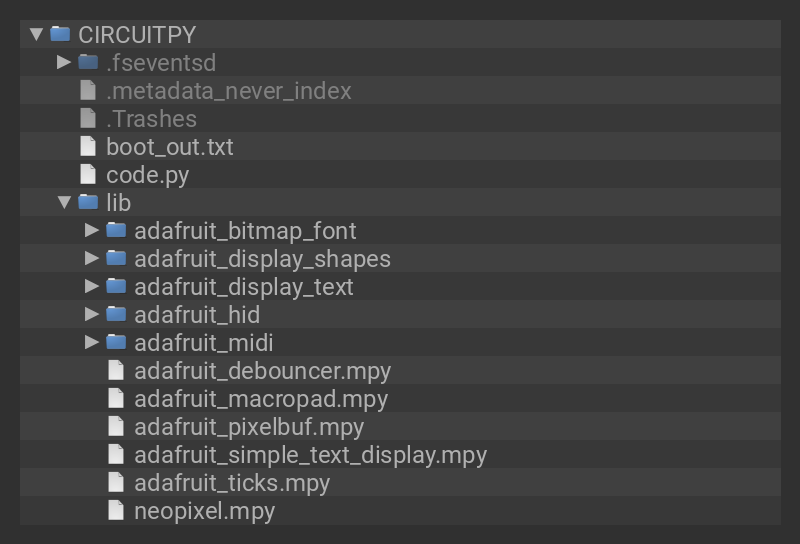 CIRCUITPY
.fseventsd
.metadata_never_index
.Trashes
boot_out.txt
code.py
lib
adafruit_bitmap_font
adafruit_display_shapes
adafruit_display_text
adafruit_hid
adafruit_midi
adafruit_debouncer.mpy
adafruit_macropad.mpy
adafruit_pixelbuf.mpy
adafruit_simple_text_display.mpy
adafruit_ticks.mpy
neopixel.mpy